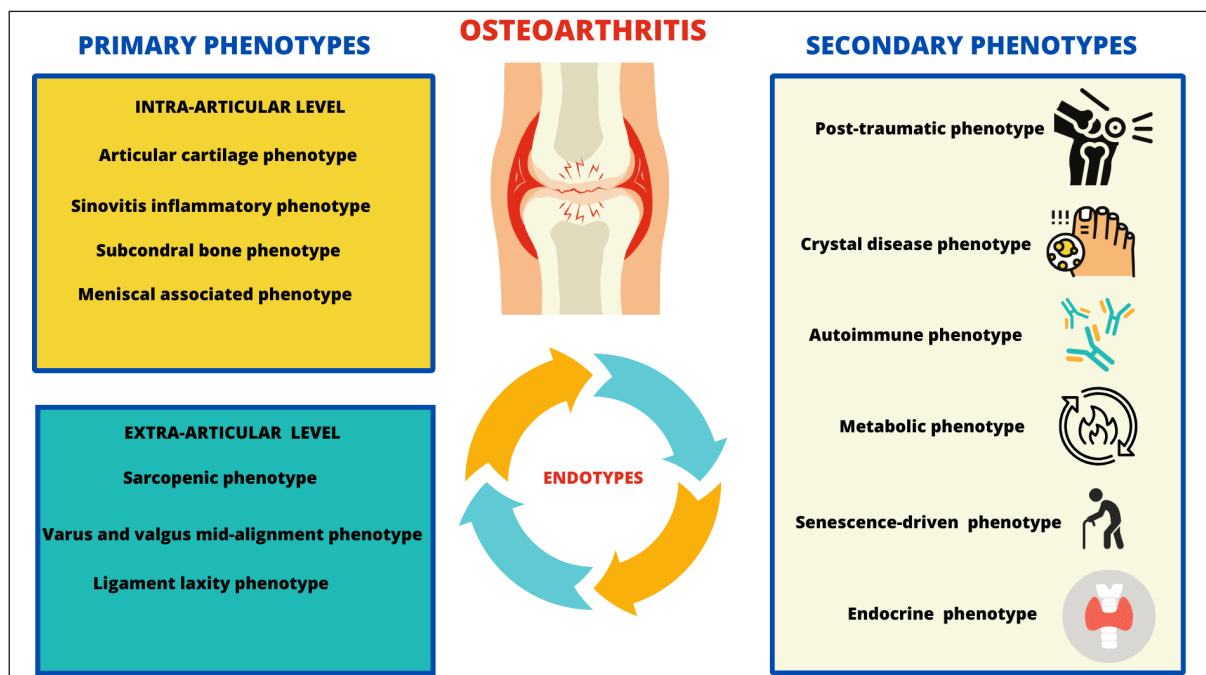 OSTEOARTHRITIS
PRIMARY PHENOTYPES
INTRA-ARTICULAR LEVEL
Articular cartilage phenotype
Sinovitis inflammatory phenotype
Subcondral bone phenotype
Meniscal associated phenotype
EXTRA-ARTICULAR LEVEL
Sarcopenic phenotype
Varus and valgus mid-alignment phenotype
Ligament laxity phenotype
ENDOTYPES
SECONDARY PHENOTYPES
Post-traumatic phenotype
!!!
Crystal disease phenotype
Autoimmune phenotype
Metabolic phenotype
Senescence-driven phenotype
Endocrine phenotype